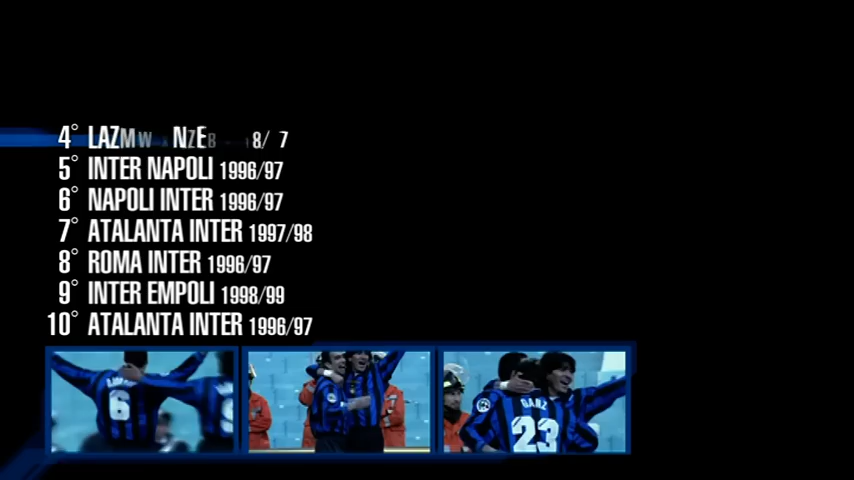 4°
5° INTER NAPOLI 1996/97
6° NAPOLI INTER 1996/97
7° ATALANTA INTER 1997/98
8° ROMA INTER 1996/97
9° INTER EMPOLI 1998/99
10° ATALANTA INTER 1996/97
6
GANZ
23